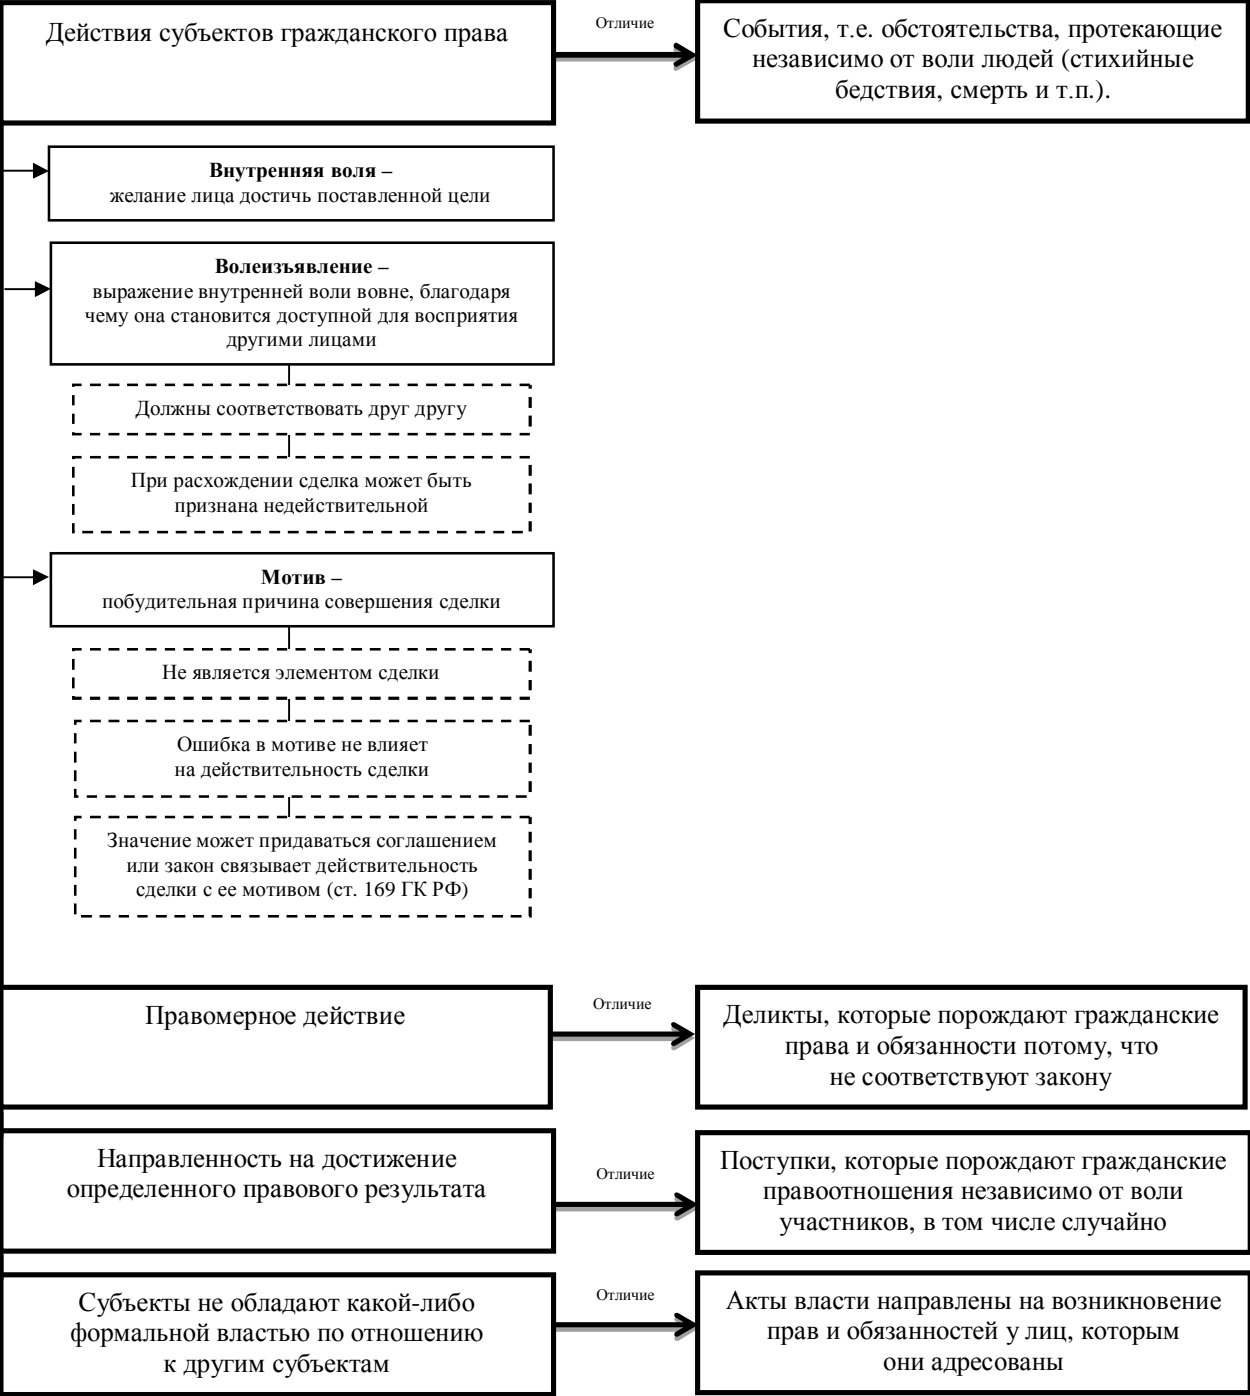 Действия субъектов гражданского права
Отличие
События, т.е. обстоятельства, протекающие
независимо от воли людей (стихийные
бедствия, смерть и т.п.).
Внутренняя воля –
желание лица достичь поставленной цели
Волеизъявление –
выражение внутренней воли вовне, благодаря
чему она становится доступной для восприятия
другими лицами
Должны соответствовать друг другу
При расхождении сделка может быть
признана недействительной
Мотив –
побудительная причина совершения сделки
Не является элементом сделки
Ошибка в мотиве не влияет
на действительность сделки
Значение может придаваться соглашением
или закон связывает действительность
сделки с ее мотивом (ст. 169 ГК РФ)
Правомерное действие
Отличие
Деликты, которые порождают гражданские
права и обязанности потому, что
не соответствуют закону
Направленность на достижение
определенного правового результата
Отличие
Поступки, которые порождают гражданские
правоотношения независимо от воли
участников, в том числе случайно
Субъекты не обладают какой-либо
формальной властью по отношению
к другим субъектам
Отличие
Акты власти направлены на возникновение
прав и обязанностей у лиц, которым
они адресованы